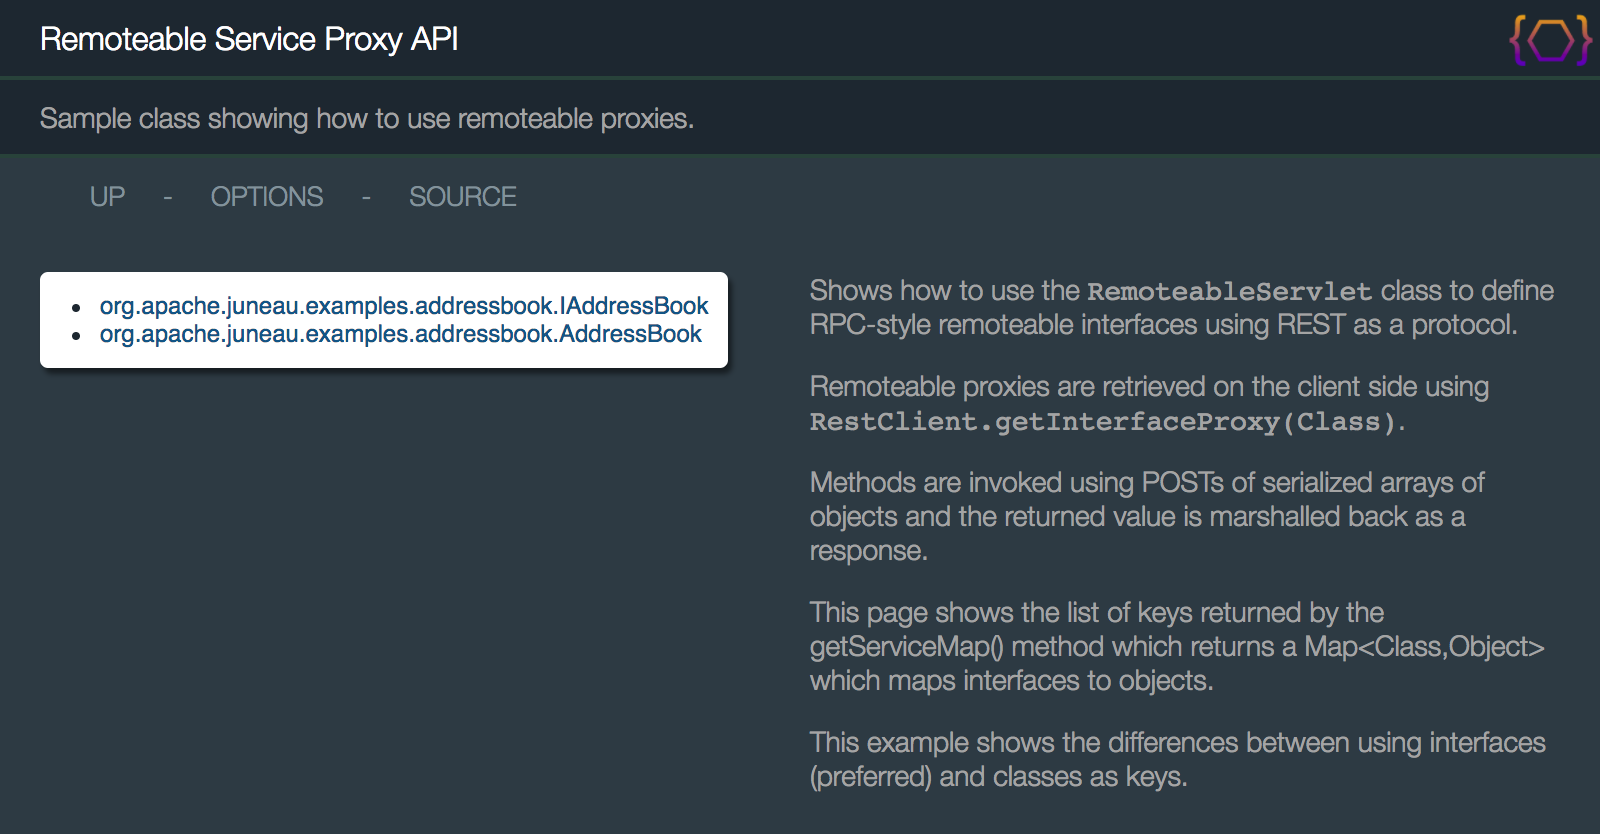 Remoteable Service Proxy API
Sample class showing how to use remoteable proxies.
UP - OPTIONS - SOURCE
• org.apache.juneau.examples.addressbook.IAddressBook
• org.apache.juneau.examples.addressbook.AddressBook
Shows how to use the RemoteableServlet class to define
RPC-style remoteable interfaces using REST as a protocol.
Remoteable proxies are retrieved on the client side using
RestClient.getInterfaceProxy(Class).
Methods are invoked using POSTs of serialized arrays of
objects and the returned value is marshalled back as a
response.
This page shows the list of keys returned by the
getServiceMap() method which returns a Map<Class,Object>
which maps interfaces to objects.
This example shows the differences between using interfaces
(preferred) and classes as keys.